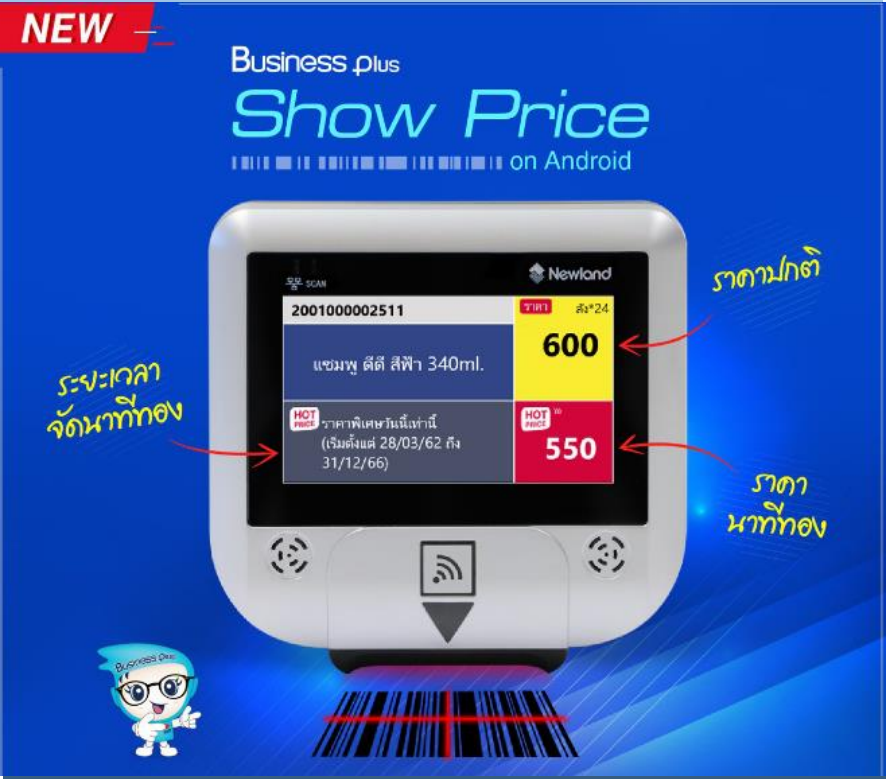 NEW
Business Plus
Show Price
on Android
SCAN
Newland
2001000002511
ราคา
ลัง*24
600
แชมพู ดีดี สีฟ้า 340ml.
HOT
PRICE
ราคาพิเศษวันนี้เท่านี้
(เริ่มตั้งแต่ 28/03/62 ถึง
31/12/66)
HOT
PRICE
550
ราคาปกติ
ระยะเวลา
จัดนาทีทอง
ราคา
นาทีทอง
Business Plus